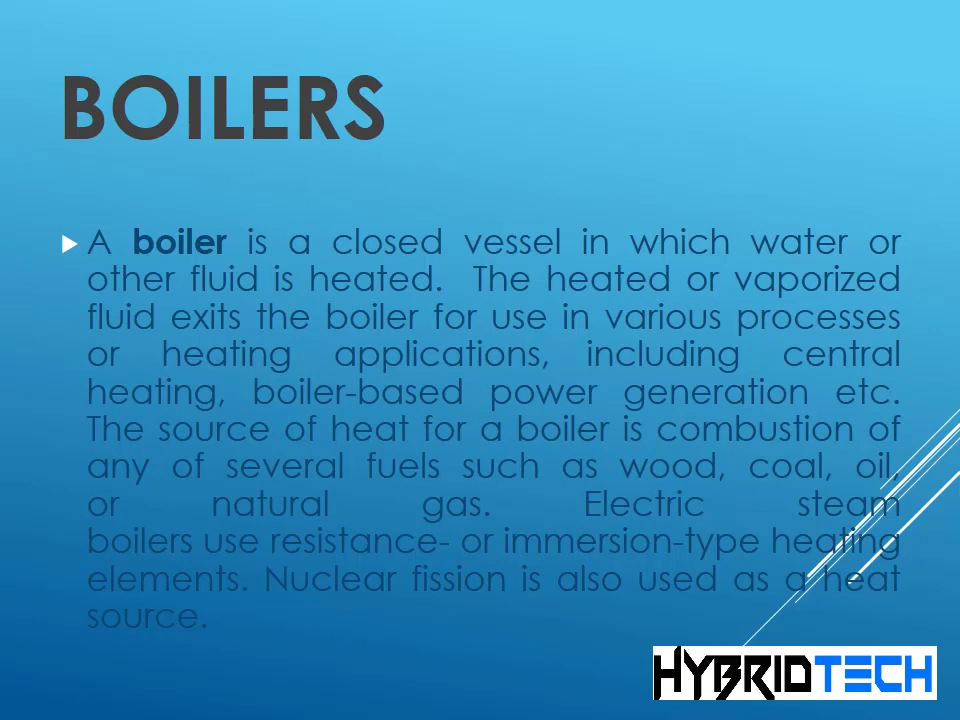 BOILERS
A boiler is a closed vessel in which water or
other fluid is heated. The heated or vaporized
fluid exits the boiler for use in various processes
or heating applications, including central
heating, boiler-based power generation etc.
The source of heat for a boiler is combustion of
any of several fuels such as wood, coal, oil,
or natural gas. Electric steam
boilers use resistance- or immersion-type heating
elements. Nuclear fission is also used as a heat
source.
HYBRIDTECH